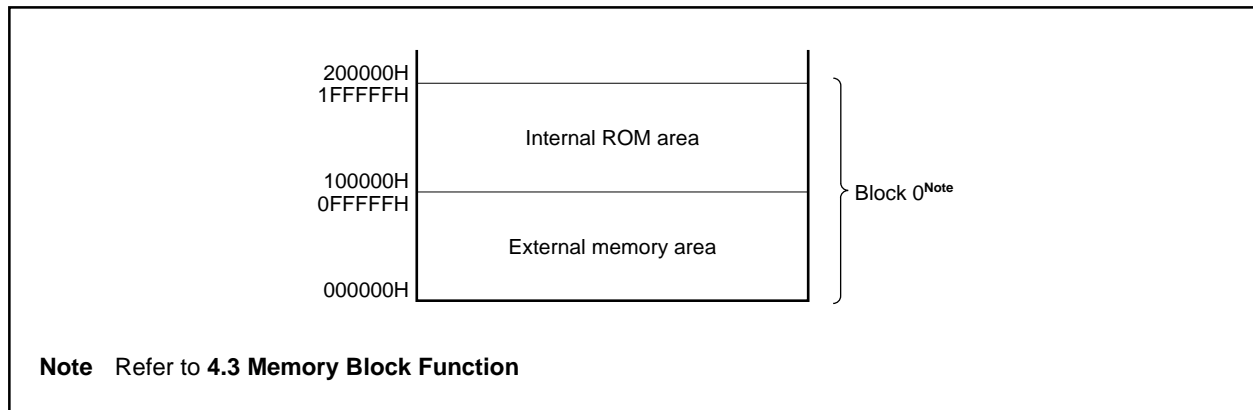 200000H
1FFFFFH
Internal ROM area
100000H
0FFFFFH
Block 0Note
External memory area
000000H
Note Refer to 4.3 Memory Block Function